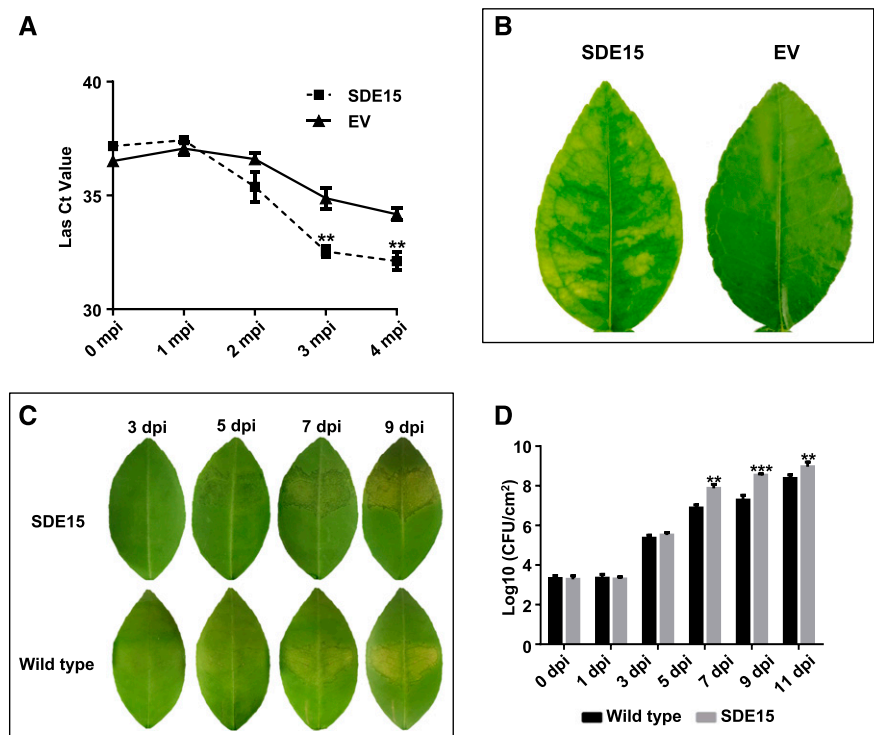 A
40
35
30
Las Ct Value
SDE15
EV
**
**
0 mpi
1 mpi
2 mpi
3 mpi
4 mpi
B
SDE15
EV
C
3 dpi
5 dpi
7 dpi
9 dpi
SDE15
Wild type
D
10
8
6
4
2
0
Log10 (CFU/cm²)
**
***
**
0 dpi
1 dpi
3 dpi
5 dpi
7 dpi
9 dpi
11 dpi
Wild type
SDE15